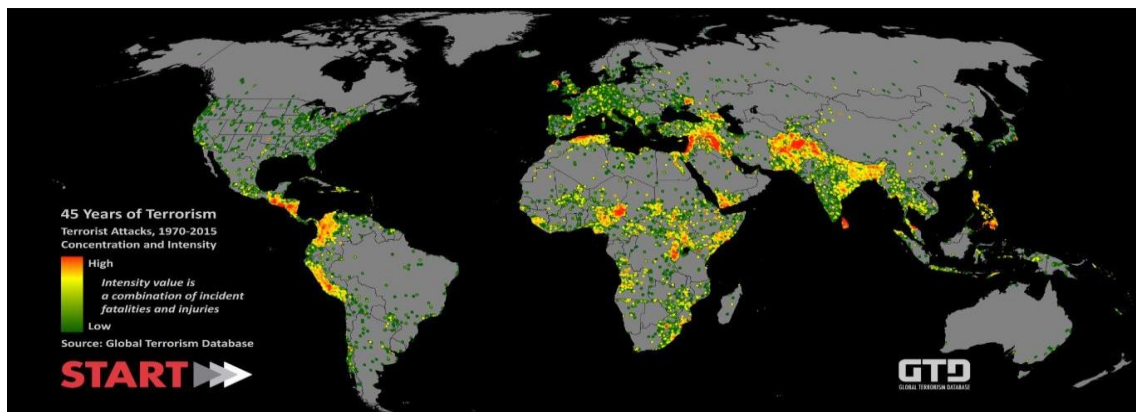 45 Years of Terrorism
Terrorist Attacks, 1970-2015
Concentration and Intensity
High
Intensity value is
a combination of incident
fatalities and injuries
Low
Source: Global Terrorism Database
START
GTD
GLOBAL TERRORISM DATABASE